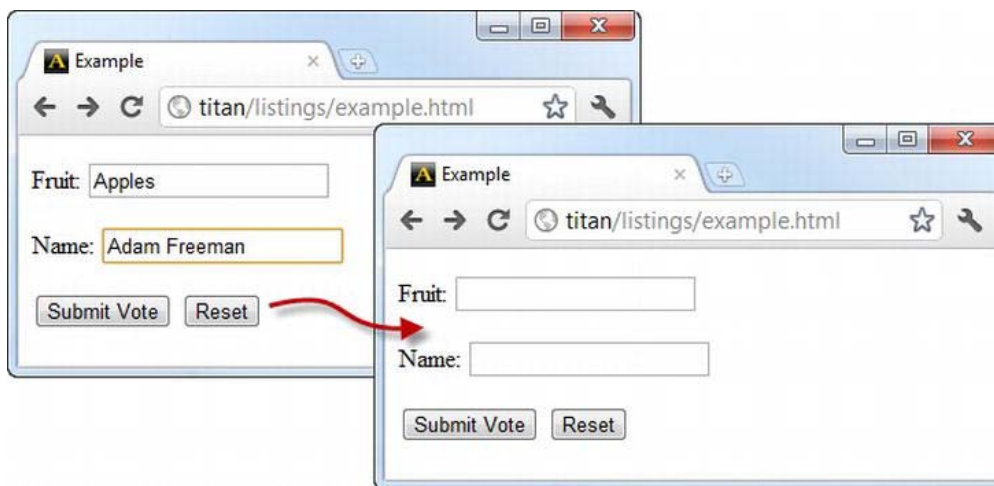 A Example
titan/listings/example.html
Fruit: Apples
Name: Adam Freeman
Submit Vote Reset
A Example
titan/listings/example.html
Fruit:
Name:
Submit Vote Reset